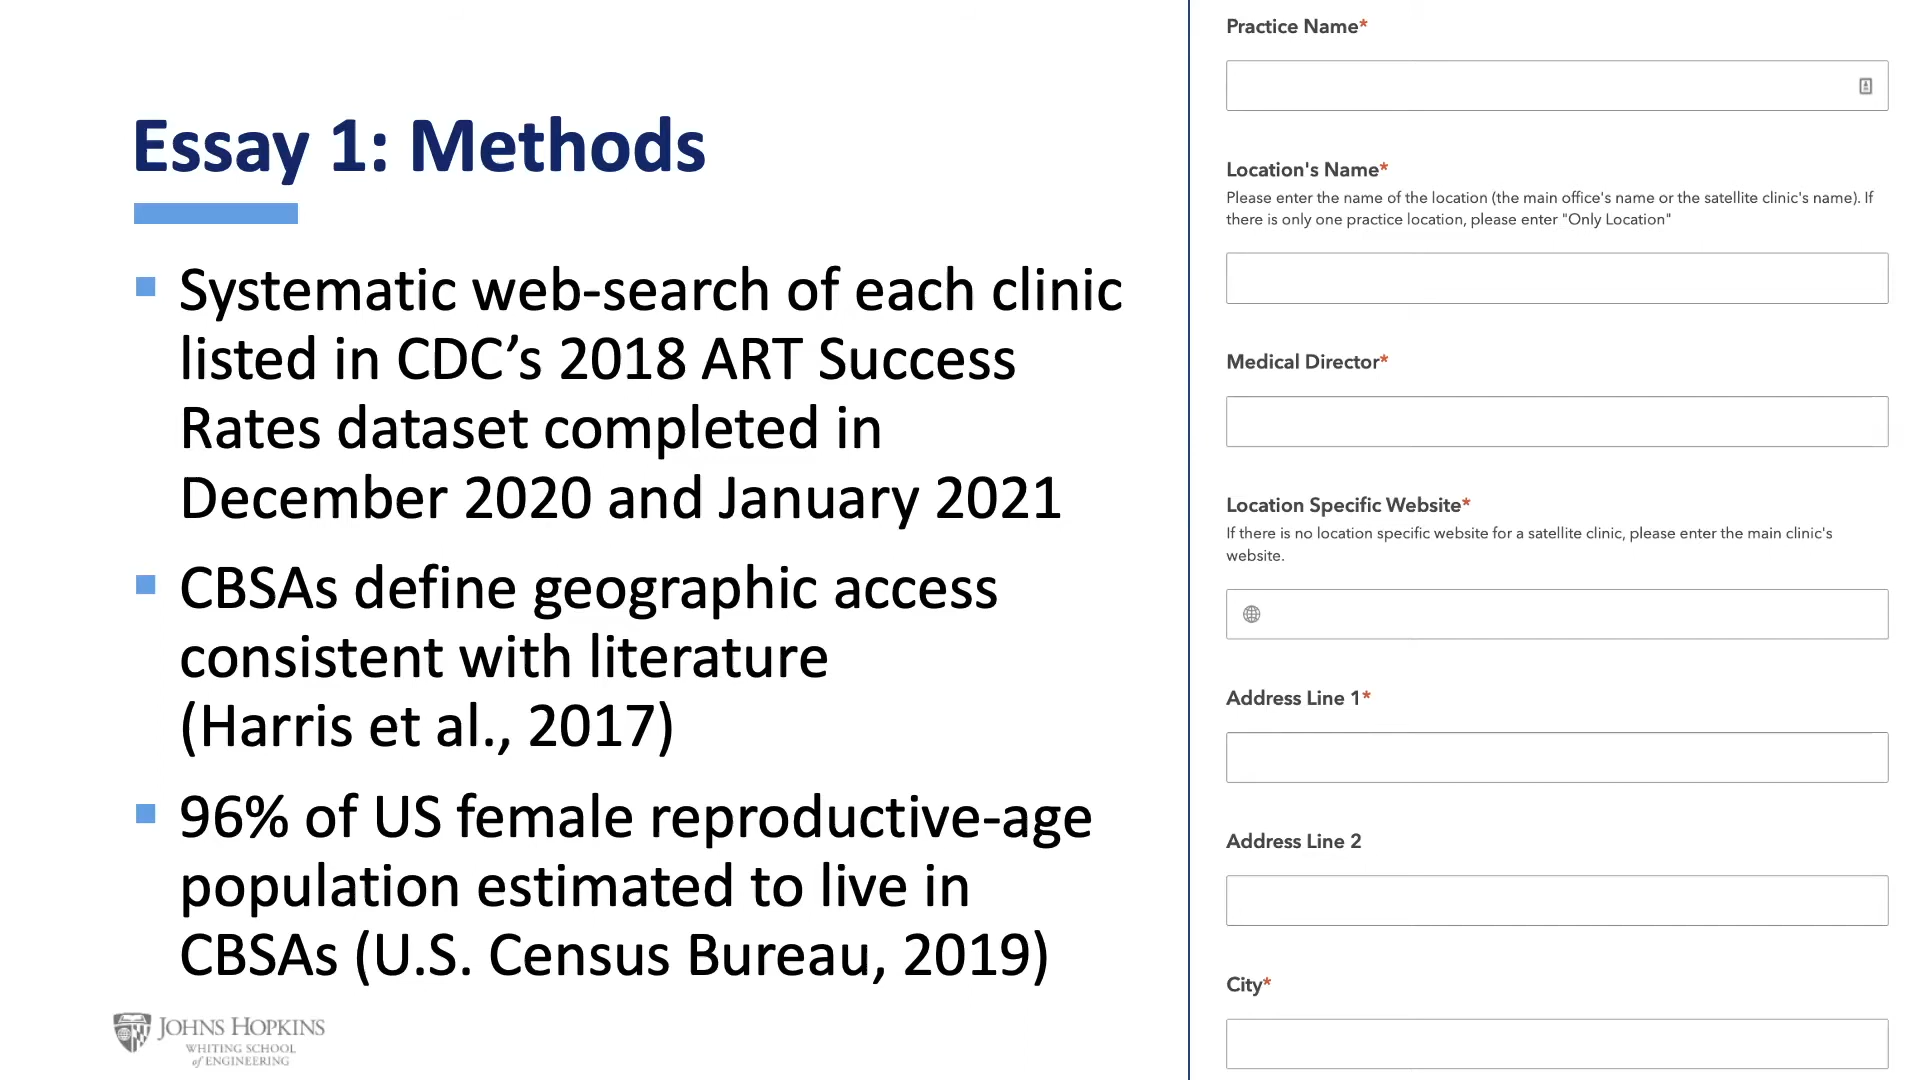 Essay 1: Methods
Systematic web-search of each clinic
listed in CDC’s 2018 ART Success
Rates dataset completed in
December 2020 and January 2021
CBSAs define geographic access
consistent with literature
(Harris et al., 2017)
96% of US female reproductive-age
population estimated to live in
CBSAs (U.S. Census Bureau, 2019)
JOHNS HOPKINS
WHITING SCHOOL
of ENGINEERING
Practice Name*
Location's Name*
Please enter the name of the location (the main office's name or the satellite clinic's name). If
there is only one practice location, please enter "Only Location"
Medical Director*
Location Specific Website*
If there is no location specific website for a satellite clinic, please enter the main clinic's
website.
Address Line 1*
Address Line 2
City*